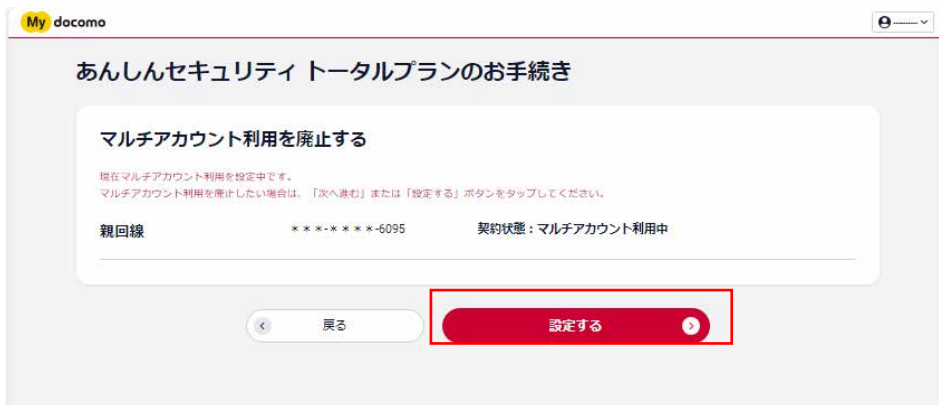 My docomo
あんしんセキュリティ トータルプランのお手続き
マルチアカウント利用を廃止する
現在マルチアカウント利用を設定中です。
マルチアカウント利用を廃止したい場合は、「次へ進む」または「設定する」ボタンをタップしてください。
親回線 ＊＊＊-＊＊＊＊-6095 契約状態：マルチアカウント利用中
戻る 設定する